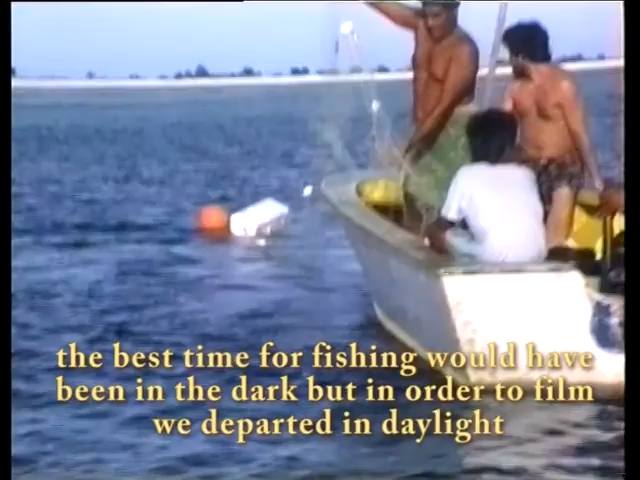 the best time for fishing would have
been in the dark but in order to film
we departed in daylight